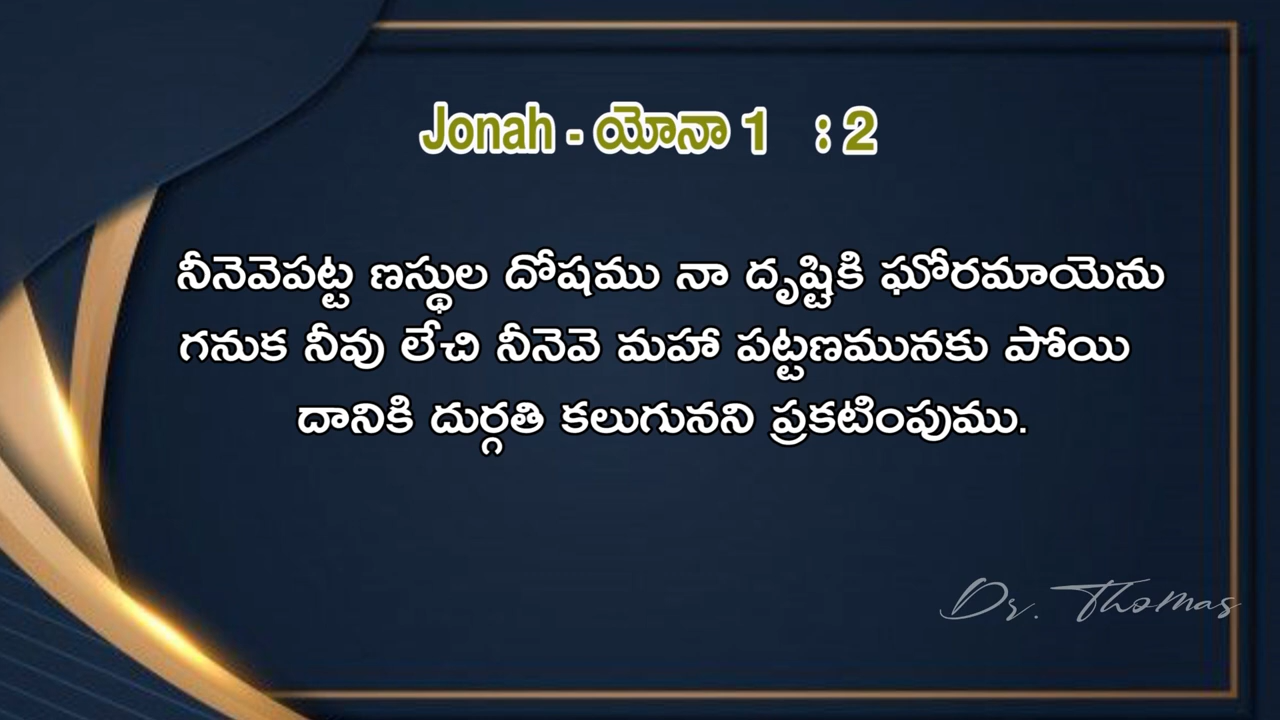 Jonah - యోనా 1 : 2
నీనెవెపట్ట ణస్థుల దోషము నా దృష్టికి ఘోరమాయెను
గనుక నీవు లేచి నీనెవె మహా పట్టణమునకు పోయి
దానికి దుర్గతి కలుగునని ప్రకటింపుము.
Dr. Thomas